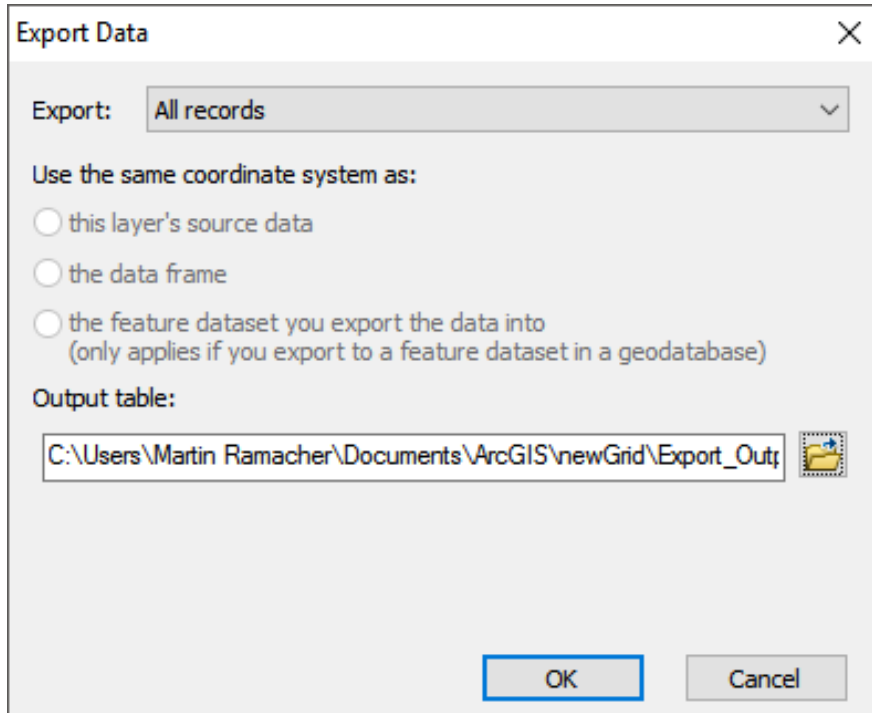 Export Data
Export: All records
Use the same coordinate system as:
this layer's source data
the data frame
the feature dataset you export the data into
(only applies if you export to a feature dataset in a geodatabase)
Output table:
C:\Users\Martin Ramacher\Documents\ArcGIS\newGrid\Export_Outp
OK Cancel